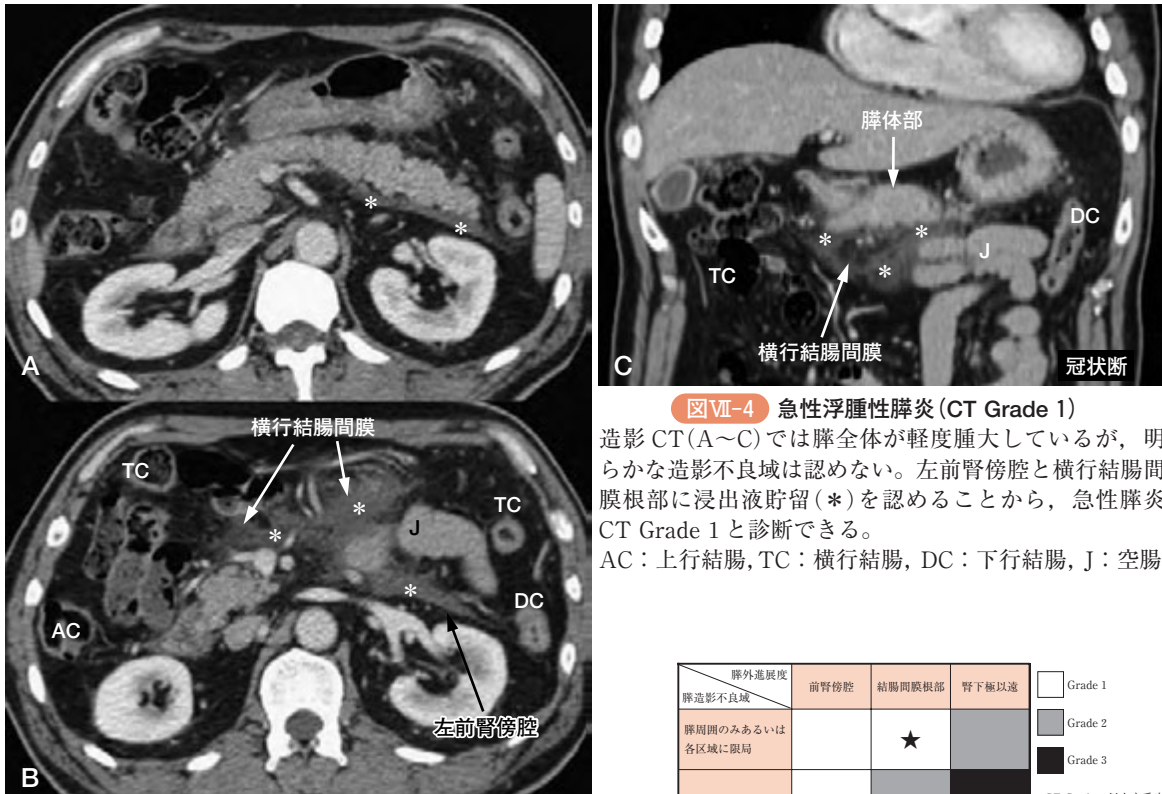 A
膵体部
DC
TC
J
横行結腸間膜
C
冠状断
横行結腸間膜
TC
TC
J
DC
AC
左前腎傍腔
B
図Ⅶ-4 急性浮腫性膵炎(CT Grade 1)
造影 CT(A〜C)では膵全体が軽度腫大しているが，明
らかな造影不良域は認めない。左前腎傍腔と横行結腸間
膜根部に浸出液貯留(＊)を認めることから，急性膵炎
CT Grade 1 と診断できる。
AC：上行結腸，TC：横行結腸，DC：下行結腸，J：空腸
膵外進展度
膵造影不良域
前腎傍腔
結腸間膜根部
腎下極以遠
膵周囲のみあるいは
各区域に限局
★
Grade 1
Grade 2
Grade 3